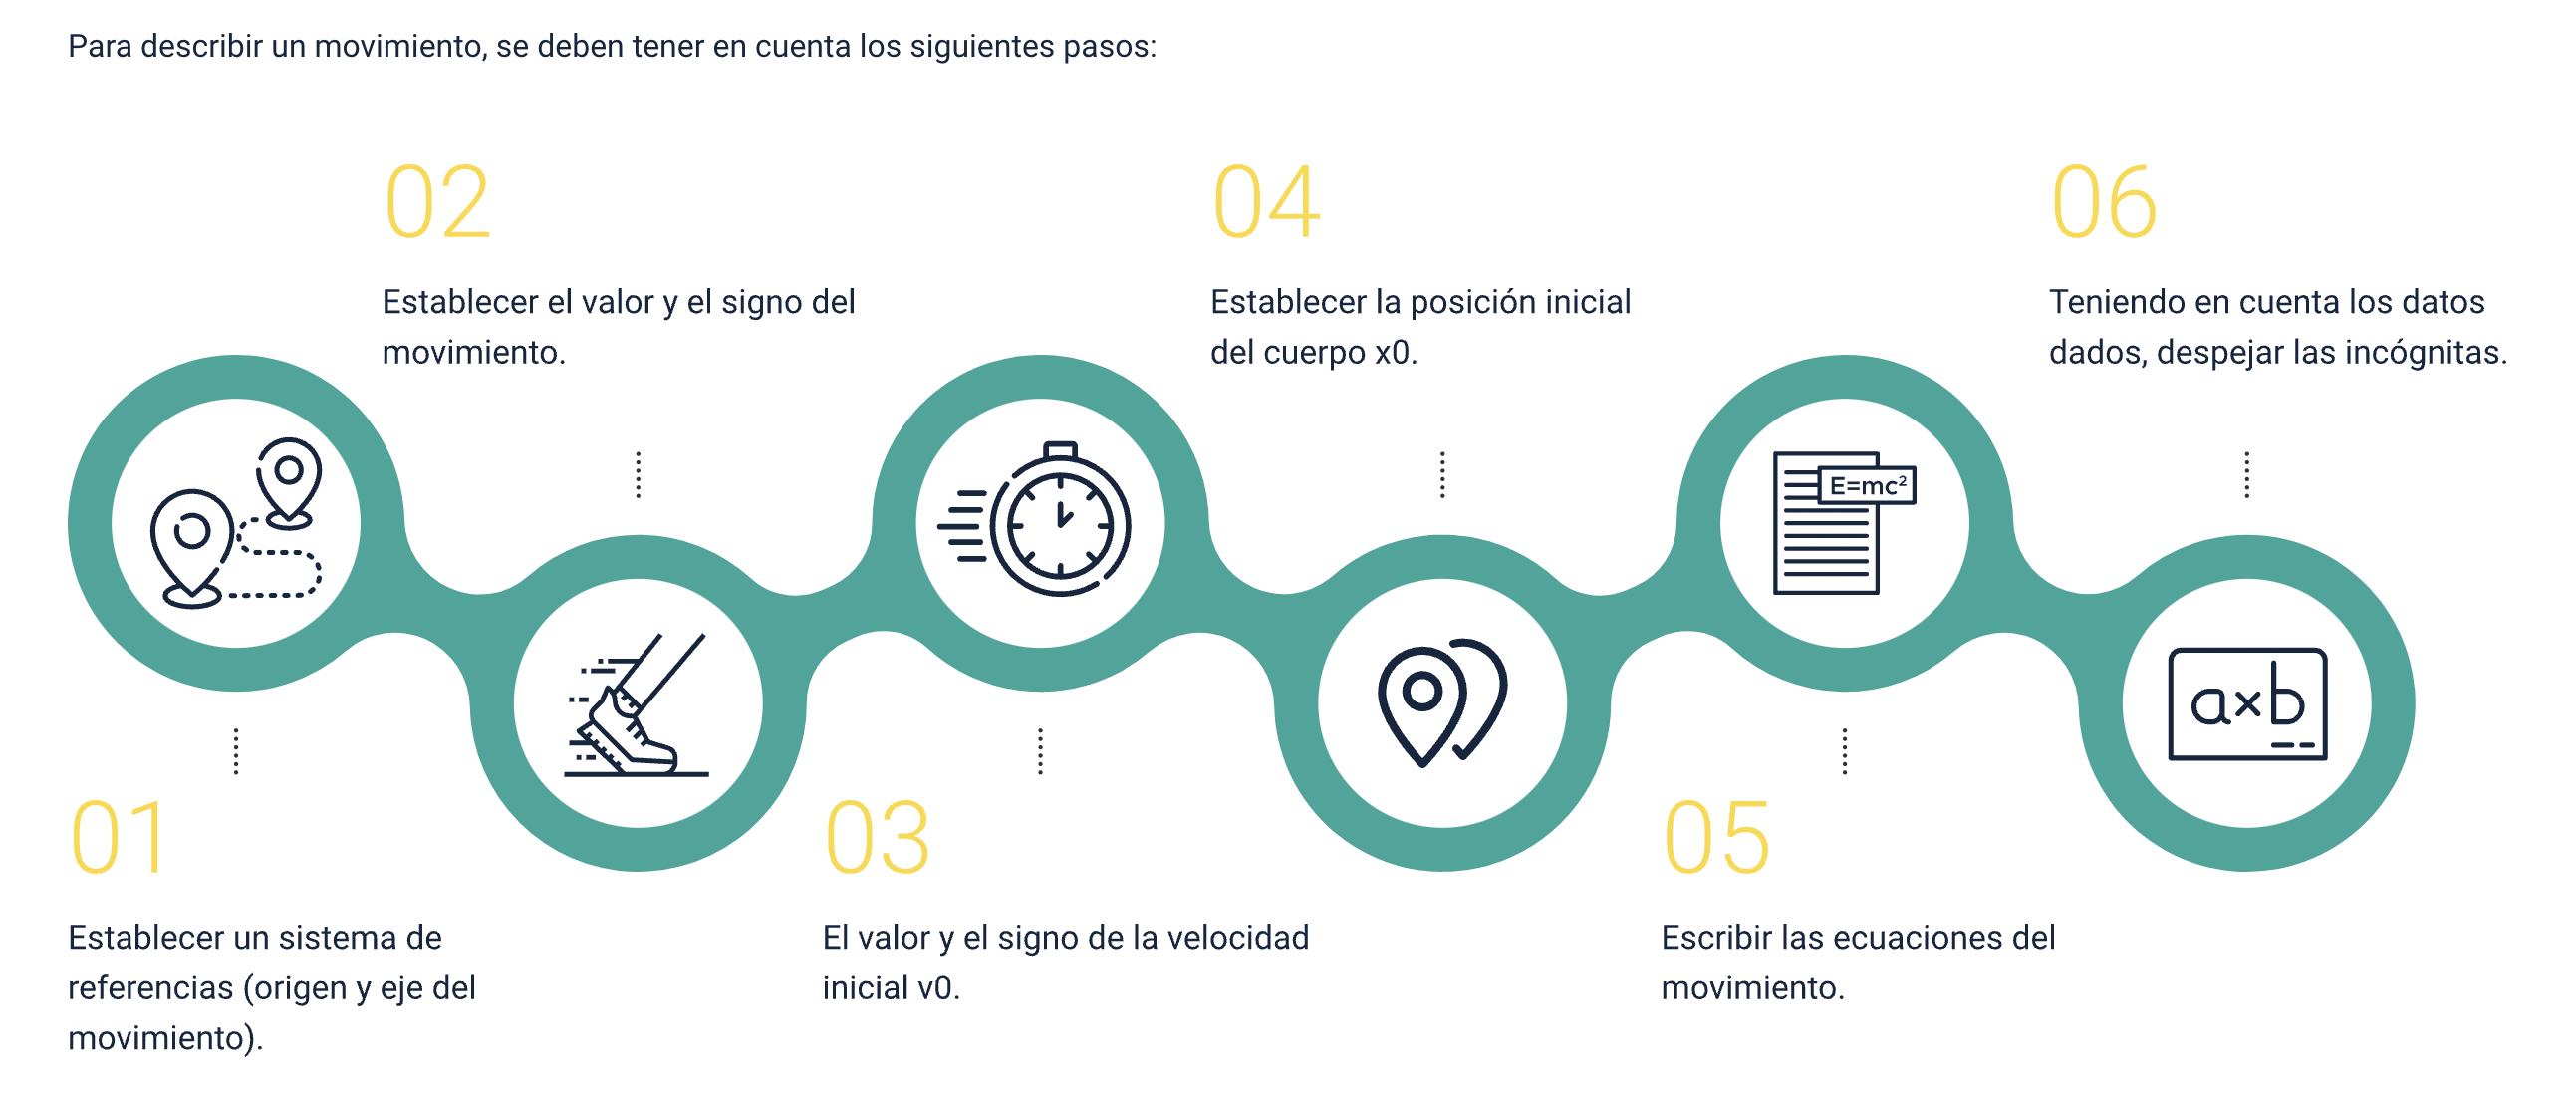 Para describir un movimiento, se deben tener en cuenta los siguientes pasos:
01
Establecer un sistema de
referencias (origen y eje del
movimiento).
02
Establecer el valor y el signo del
movimiento.
03
El valor y el signo de la velocidad
inicial v0.
04
Establecer la posición inicial
del cuerpo x0.
05
Escribir las ecuaciones del
movimiento.
E=mc²
06
Teniendo en cuenta los datos
dados, despejar las incógnitas.
a×b